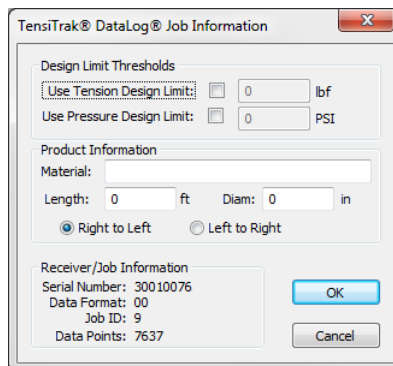 TensiTrak® DataLog® Job Information
Design Limit Thresholds
Use Tension Design Limit: 0 lbf
Use Pressure Design Limit: 0 PSI
Product Information
Material:
Length: 0 ft Diam: 0 in
Right to Left Left to Right
Receiver/Job Information
Serial Number: 30010076
Data Format: 00
Job ID: 9
Data Points: 7637
OK
Cancel